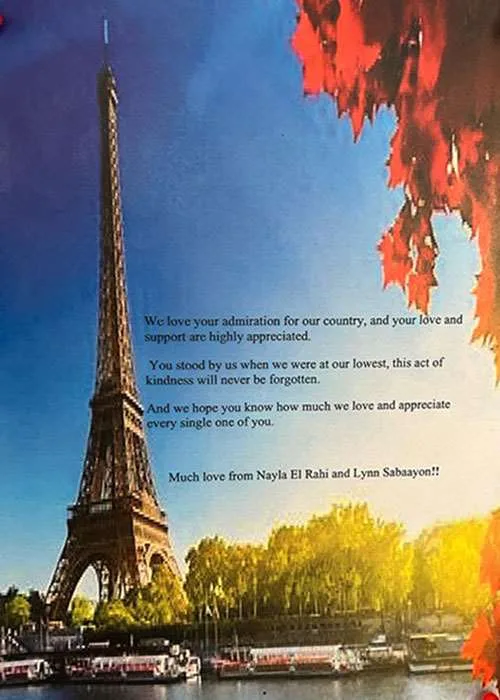 We love your admiration for our country, and your love and
support are highly appreciated.
You stood by us when we were at our lowest, this act of
kindness will never be forgotten.
And we hope you know how much we love and appreciate
every single one of you.
Much love from Nayla El Rahi and Lynn Sabaayon!!